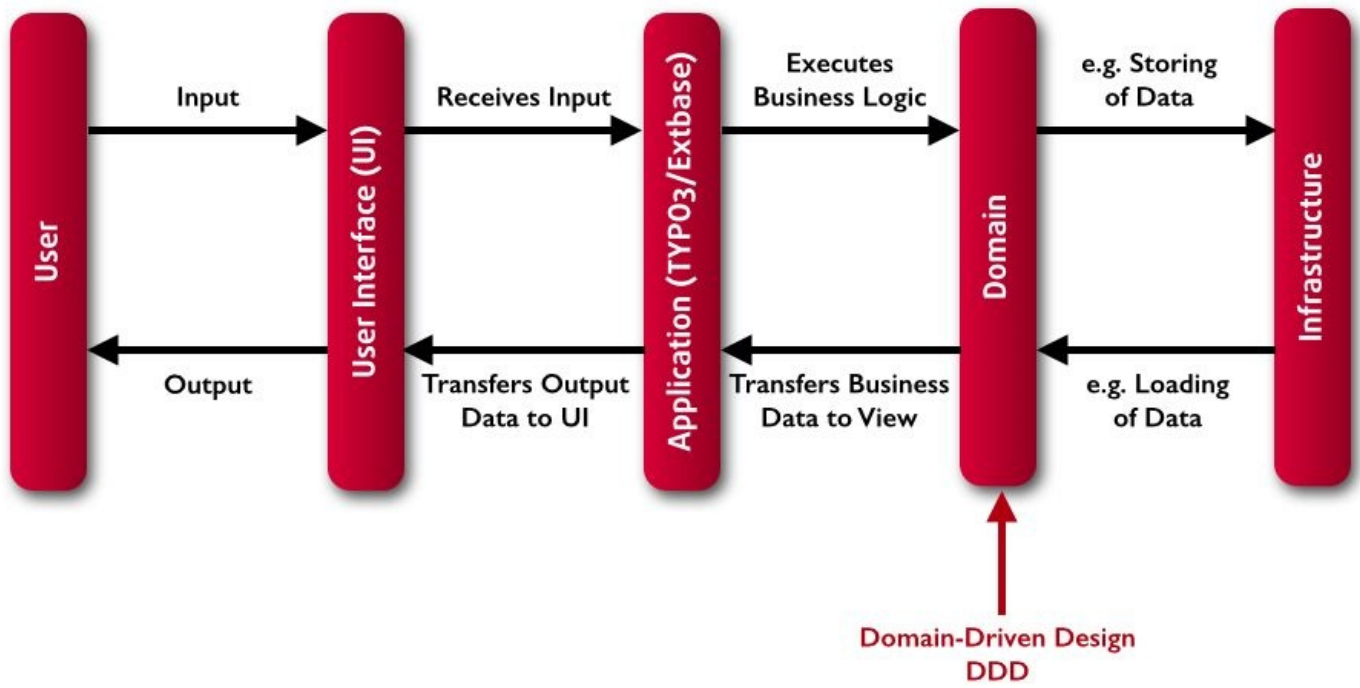 User
Input
User Interface (UI)
Receives Input
Application (TYPO3/Extbase)
Executes
Business Logic
Domain
e.g. Storing
of Data
Infrastructure
Output
Transfers Output
Data to UI
Transfers Business
Data to View
e.g. Loading
of Data
Domain-Driven Design
DDD